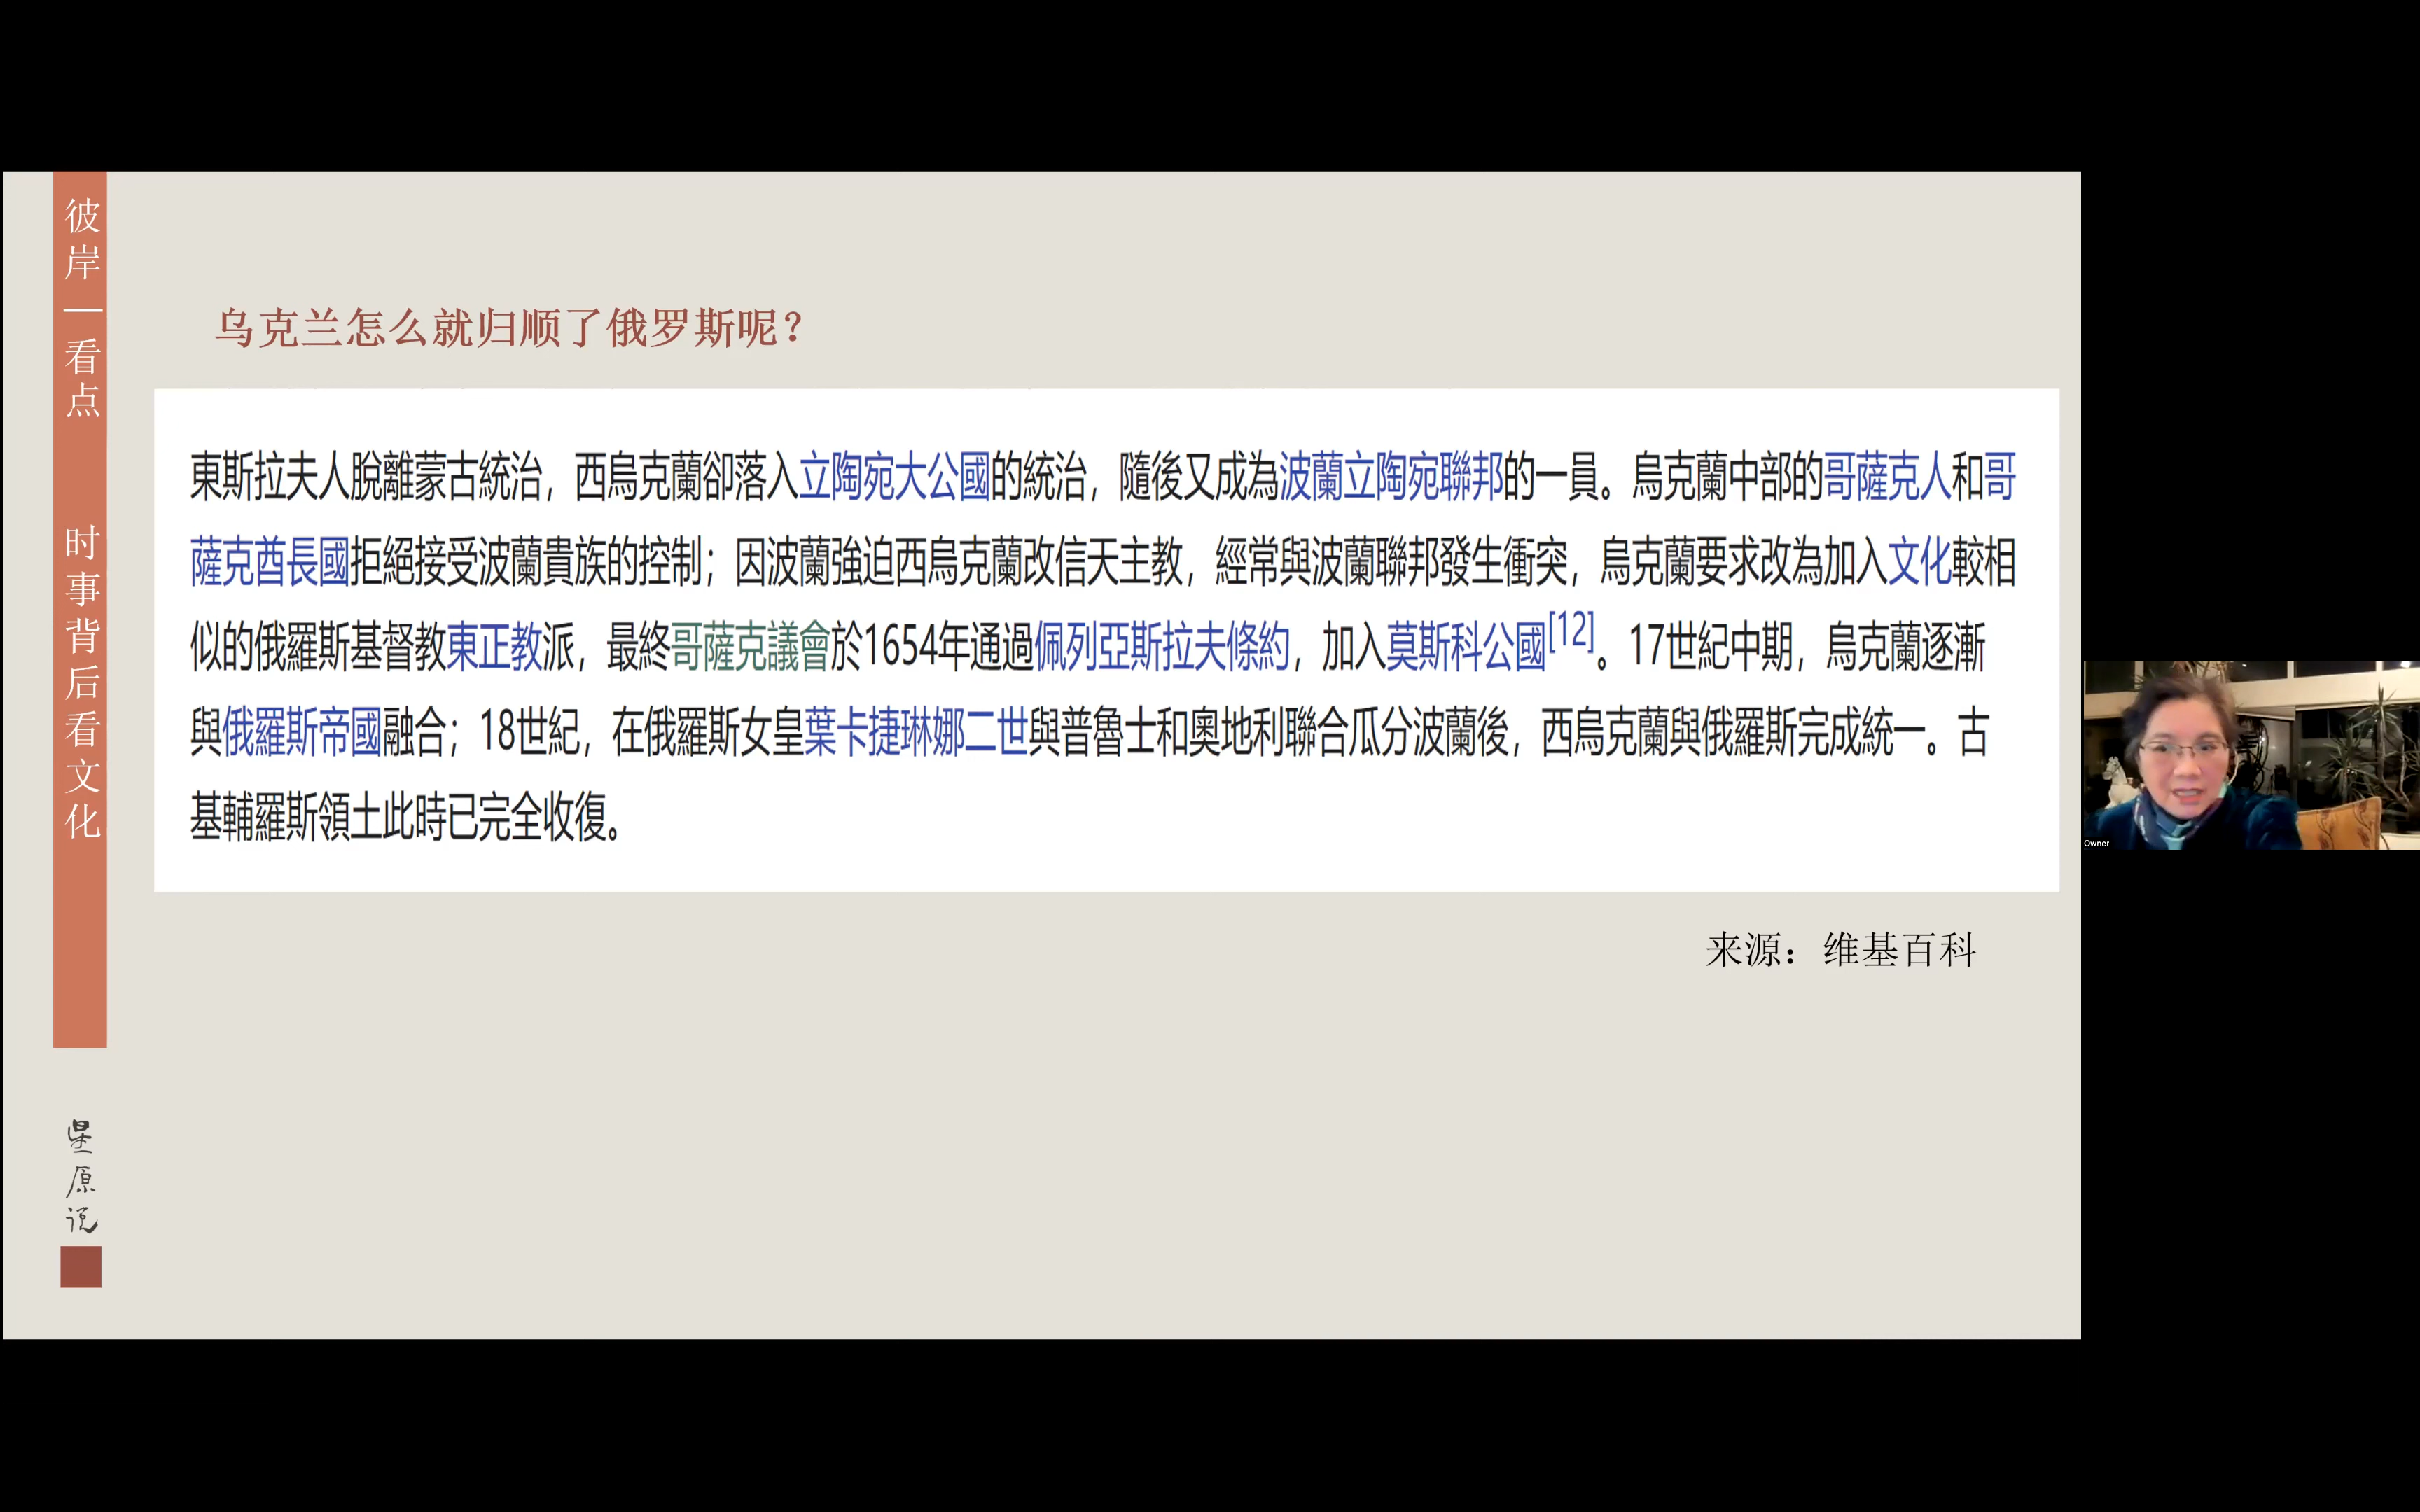 彼岸一看点
时事背后看文化
星原说
乌克兰怎么就归顺了俄罗斯呢？
東斯拉夫人脫離蒙古統治，西烏克蘭卻落入立陶宛大公國的統治，隨後又成為波蘭立陶宛聯邦的一員。烏克蘭中部的哥薩克人和哥
薩克酋長國拒絕接受波蘭貴族的控制；因波蘭強迫西烏克蘭改信天主教，經常與波蘭聯邦發生衝突，烏克蘭要求改為加入文化較相
似的俄羅斯基督教東正教派，最終哥薩克議會於1654年通過佩列亞斯拉夫條約，加入莫斯科公國[12]。17世紀中期，烏克蘭逐漸
與俄羅斯帝國融合；18世紀，在俄羅斯女皇葉卡捷琳娜二世與普魯士和奧地利聯合瓜分波蘭後，西烏克蘭與俄羅斯完成統一。古
基輔羅斯領土此時已完全收復。
来源：维基百科
Owner